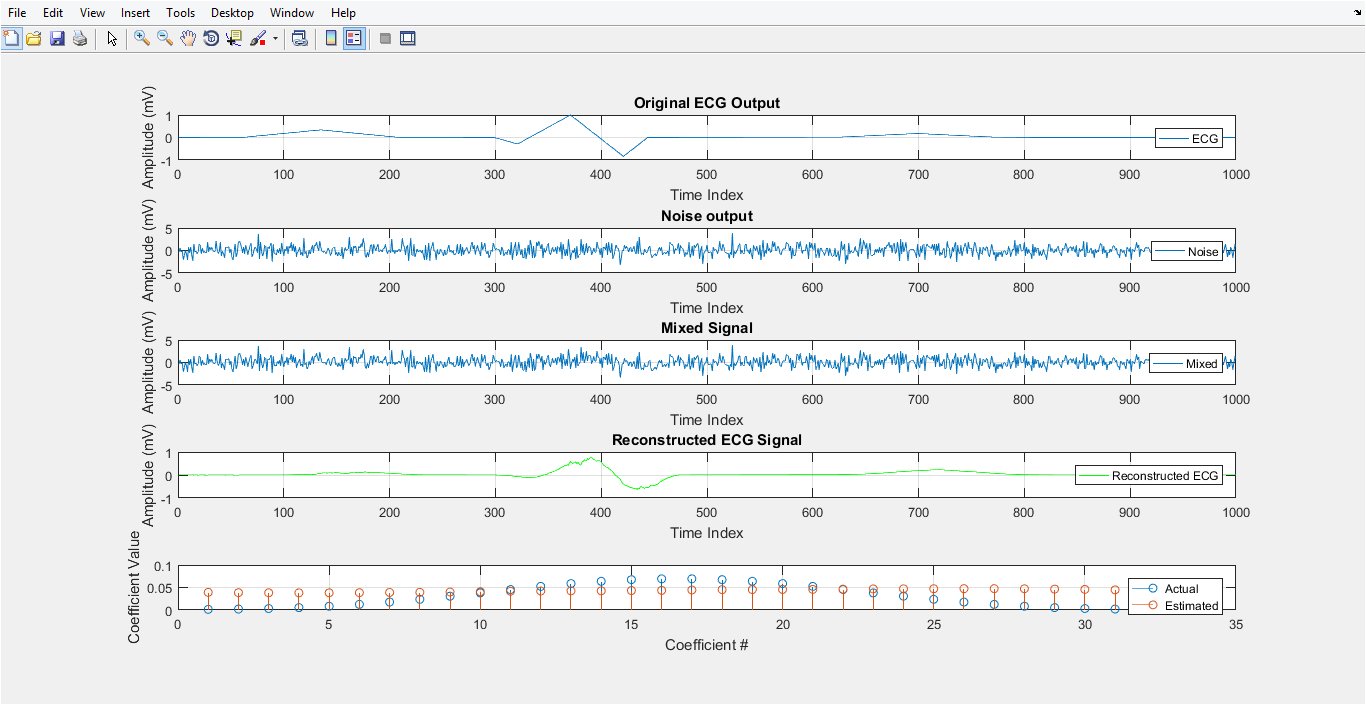 File Edit View Insert Tools Desktop Window Help
Original ECG Output
Amplitude (mV)
1
0
-1
ECG
0 100 200 300 400 500 600 700 800 900 1000
Time Index
Noise output
Amplitude (mV)
5
0
-5
Noise
0 100 200 300 400 500 600 700 800 900 1000
Time Index
Mixed Signal
Amplitude (mV)
5
0
-5
Mixed
0 100 200 300 400 500 600 700 800 900 1000
Time Index
Reconstructed ECG Signal
Amplitude (mV)
1
0
-1
Reconstructed ECG
0 100 200 300 400 500 600 700 800 900 1000
Time Index
Coefficient Value
0.1
0.05
0
Actual
Estimated
0 5 10 15 20 25 30 35
Coefficient #